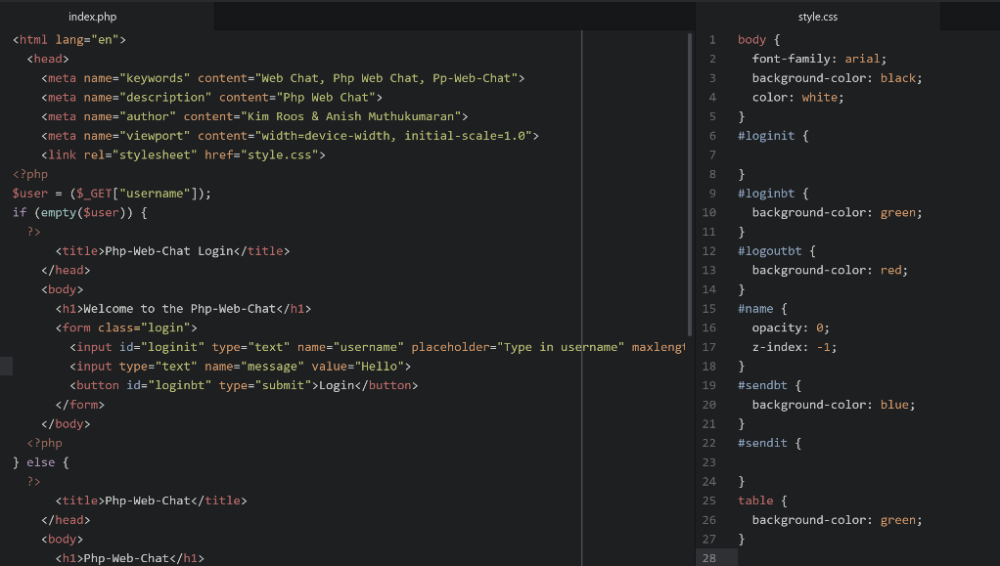 index.php
<html lang="en">
<head>
<meta name="keywords" content="Web Chat, Php Web Chat, Pp-Web-Chat">
<meta name="description" content="Php Web Chat">
<meta name="author" content="Kim Roos & Anish Muthukumaran">
<meta name="viewport" content="width=device-width, initial-scale=1.0">
<link rel="stylesheet" href="style.css">
<?php
$user = ($_GET["username"]);
if (empty($user)) {
?>
<title>Php-Web-Chat Login</title>
</head>
<body>
<h1>Welcome to the Php-Web-Chat</h1>
<form class="login">
<input id="loginit" type="text" name="username" placeholder="Type in username" maxlengt
<input type="text" name="message" value="Hello">
<button id="loginbt" type="submit">Login</button>
</form>
</body>
<?php
} else {
?>
<title>Php-Web-Chat</title>
</head>
<body>
<h1>Php-Web-Chat</h1>
style.css
1 body {
2 font-family: arial;
3 background-color: black;
4 color: white;
5 }
6 #loginit {
7
8 }
9 #loginbt {
10 background-color: green;
11 }
12 #logoutbt {
13 background-color: red;
14 }
15 #name {
16 opacity: 0;
17 z-index: -1;
18 }
19 #sendbt {
20 background-color: blue;
21 }
22 #sendit {
23
24 }
25 table {
26 background-color: green;
27 }
28